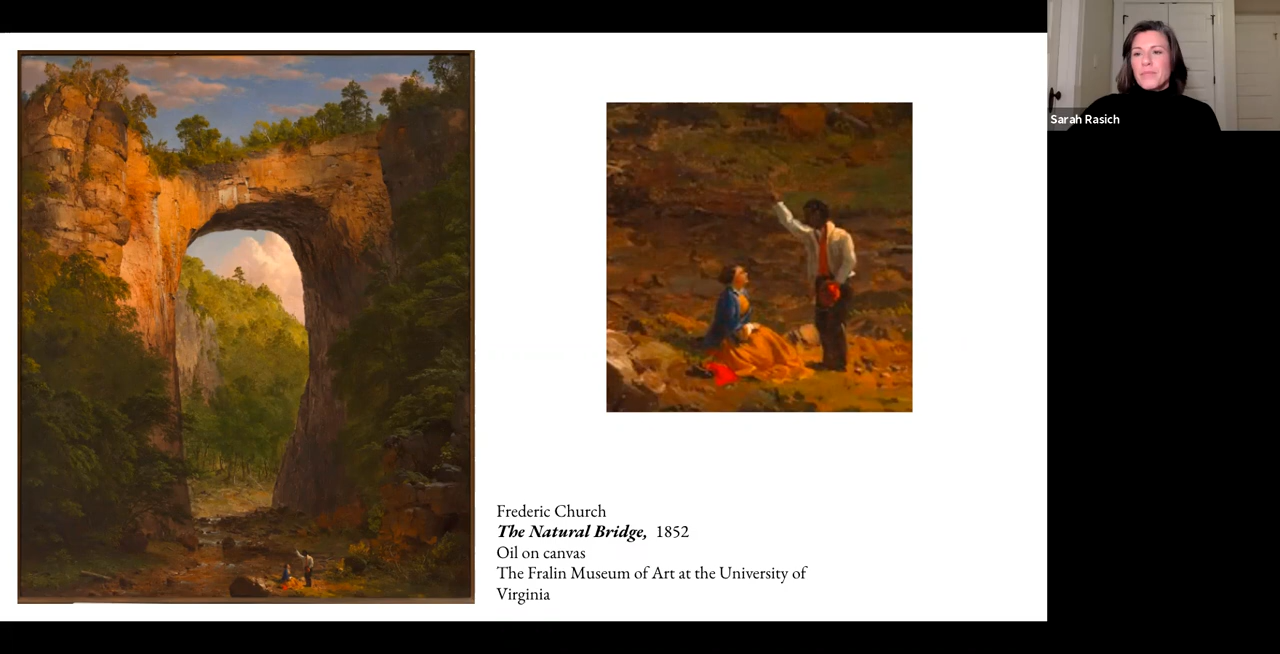 Sarah Rasich
Frederic Church
The Natural Bridge, 1852
Oil on canvas
The Fralin Museum of Art at the University of
Virginia